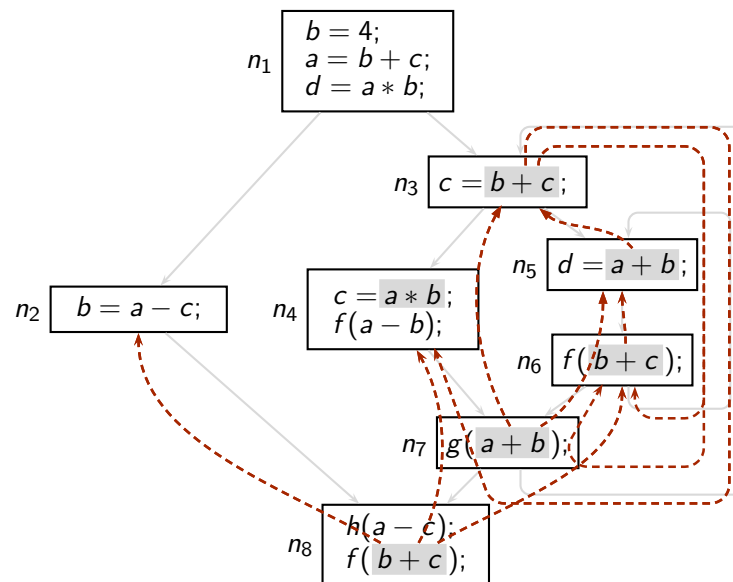 n1
b = 4;
a = b + c;
d = a ∗ b;
n3
c = b + c;
n5
d = a + b;
n2
b = a − c;
n4
c = a ∗ b;
f(a − b);
n6
f(b + c);
n7
g(a + b);
n8
h(a − c);
f(b + c);